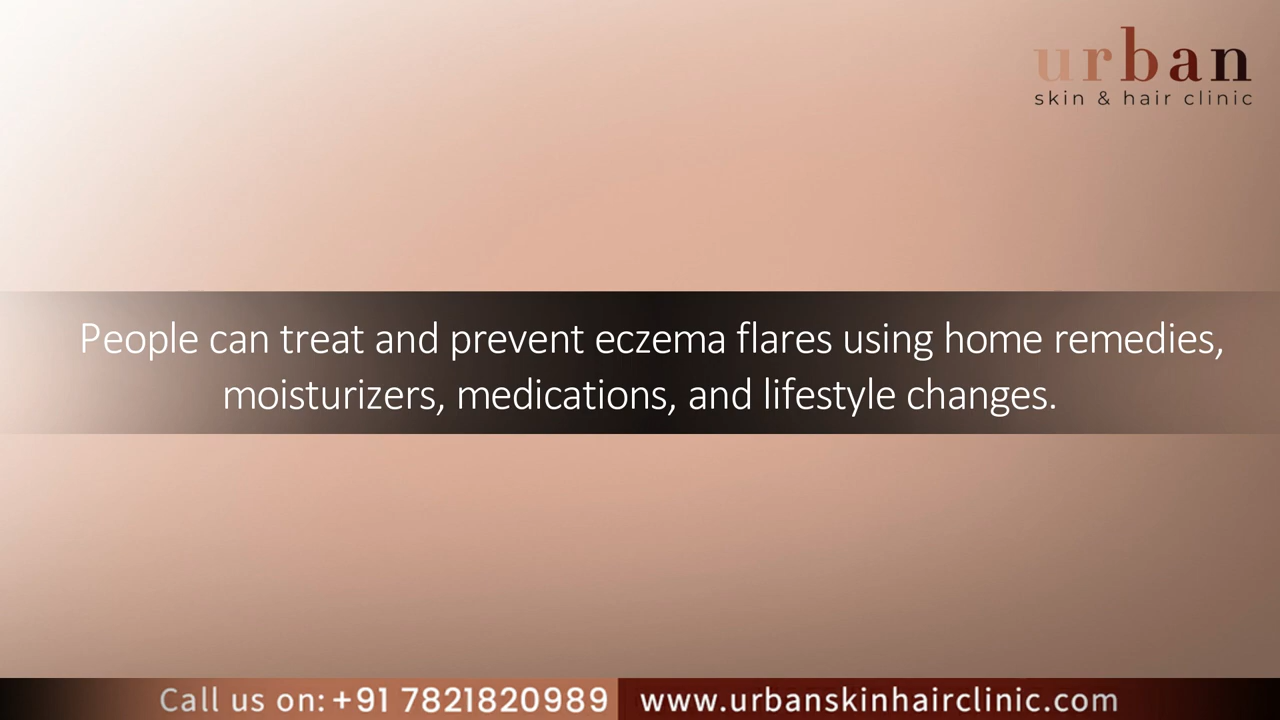 urban
skin & hair clinic
People can treat and prevent eczema flares using home remedies,
moisturizers, medications, and lifestyle changes.
Call us on: +91 7821820989
www.urbanskinhairclinic.com